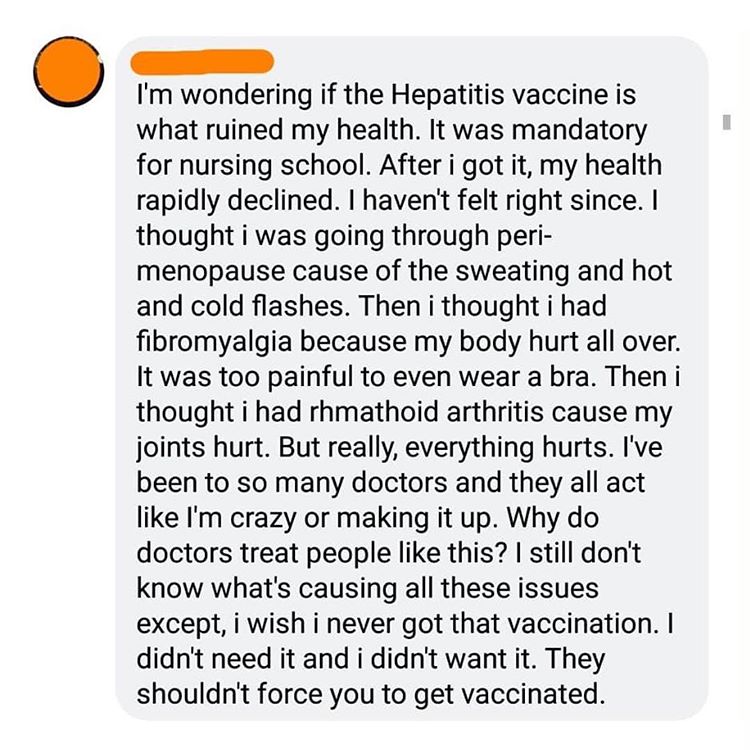 I'm wondering if the Hepatitis vaccine is
what ruined my health. It was mandatory
for nursing school. After i got it, my health
rapidly declined. I haven't felt right since. I
thought i was going through peri-
menopause cause of the sweating and hot
and cold flashes. Then i thought i had
fibromyalgia because my body hurt all over.
It was too painful to even wear a bra. Then i
thought i had rhmathoid arthritis cause my
joints hurt. But really, everything hurts. I've
been to so many doctors and they all act
like I'm crazy or making it up. Why do
doctors treat people like this? I still don't
know what's causing all these issues
except, i wish i never got that vaccination. I
didn't need it and i didn't want it. They
shouldn't force you to get vaccinated.